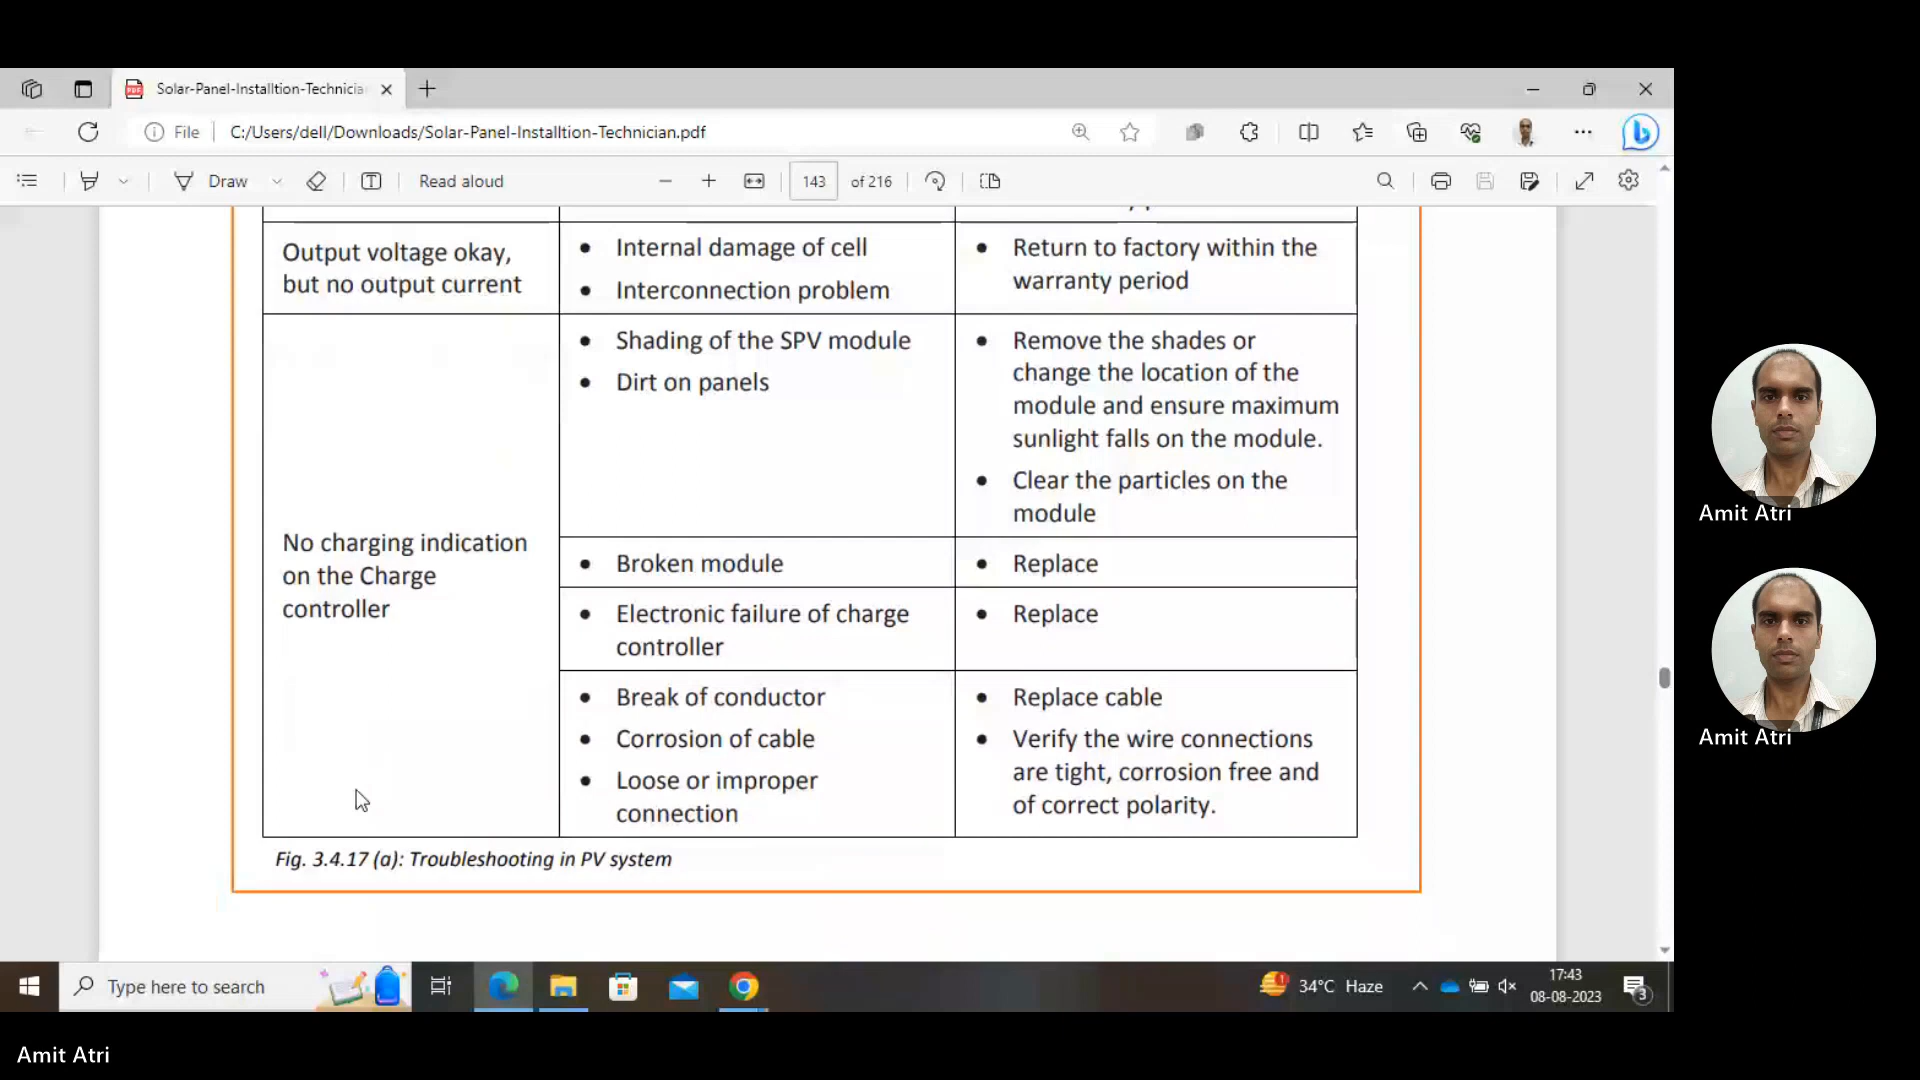 Solar-Panel-Installtion-Technicia
File
C:/Users/dell/Downloads/Solar-Panel-Installtion-Technician.pdf
Draw
Read aloud
143
of 216
Output voltage okay,
but no output current
• Internal damage of cell
• Interconnection problem
• Return to factory within the
warranty period
No charging indication
on the Charge
controller
• Shading of the SPV module
• Dirt on panels
• Remove the shades or
change the location of the
module and ensure maximum
sunlight falls on the module.
• Clear the particles on the
module
• Broken module
• Replace
• Electronic failure of charge
controller
• Replace
• Break of conductor
• Corrosion of cable
• Loose or improper
connection
• Replace cable
• Verify the wire connections
are tight, corrosion free and
of correct polarity.
Fig. 3.4.17 (a): Troubleshooting in PV system
Amit Atri
Amit Atri
Type here to search
34°C Haze
17:43
08-08-2023
3
Amit Atri